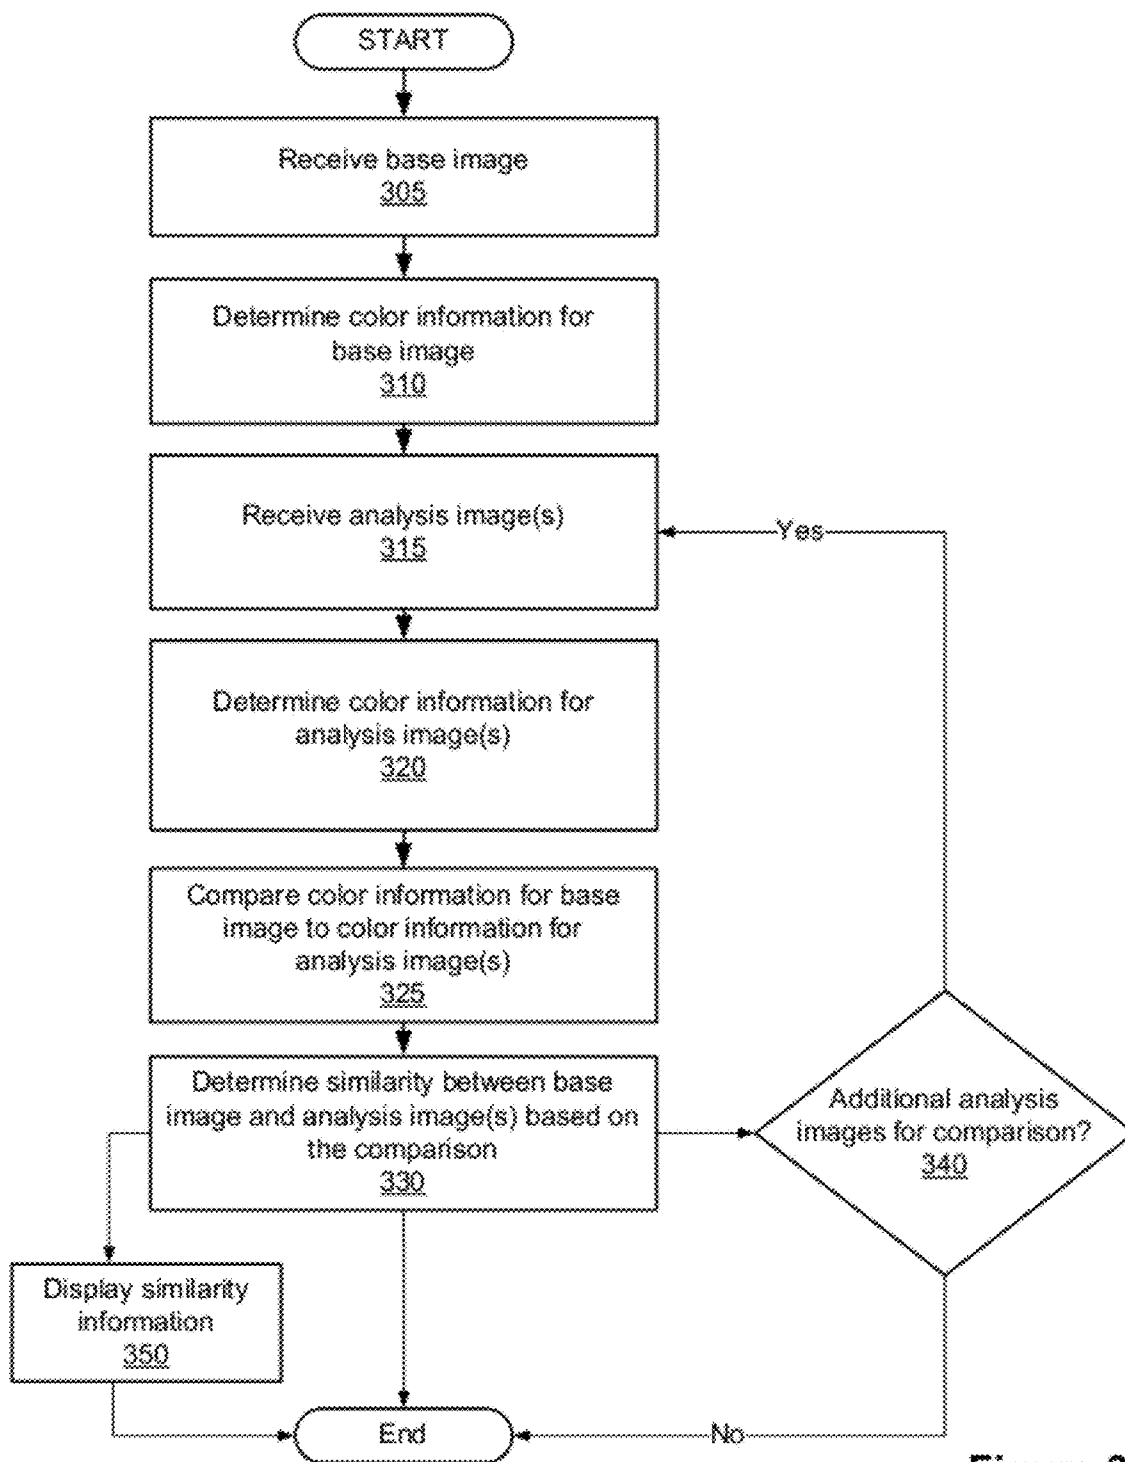 START
Receive base image
305
Determine color information for
base image
310
Receive analysis image(s)
315
Yes
Determine color information for
analysis image(s)
320
Compare color information for base
image to color information for
analysis image(s)
325
Determine similarity between base
image and analysis image(s) based on
the comparison
330
Additional analysis
images for comparison?
340
Display similarity
information
350
End
No